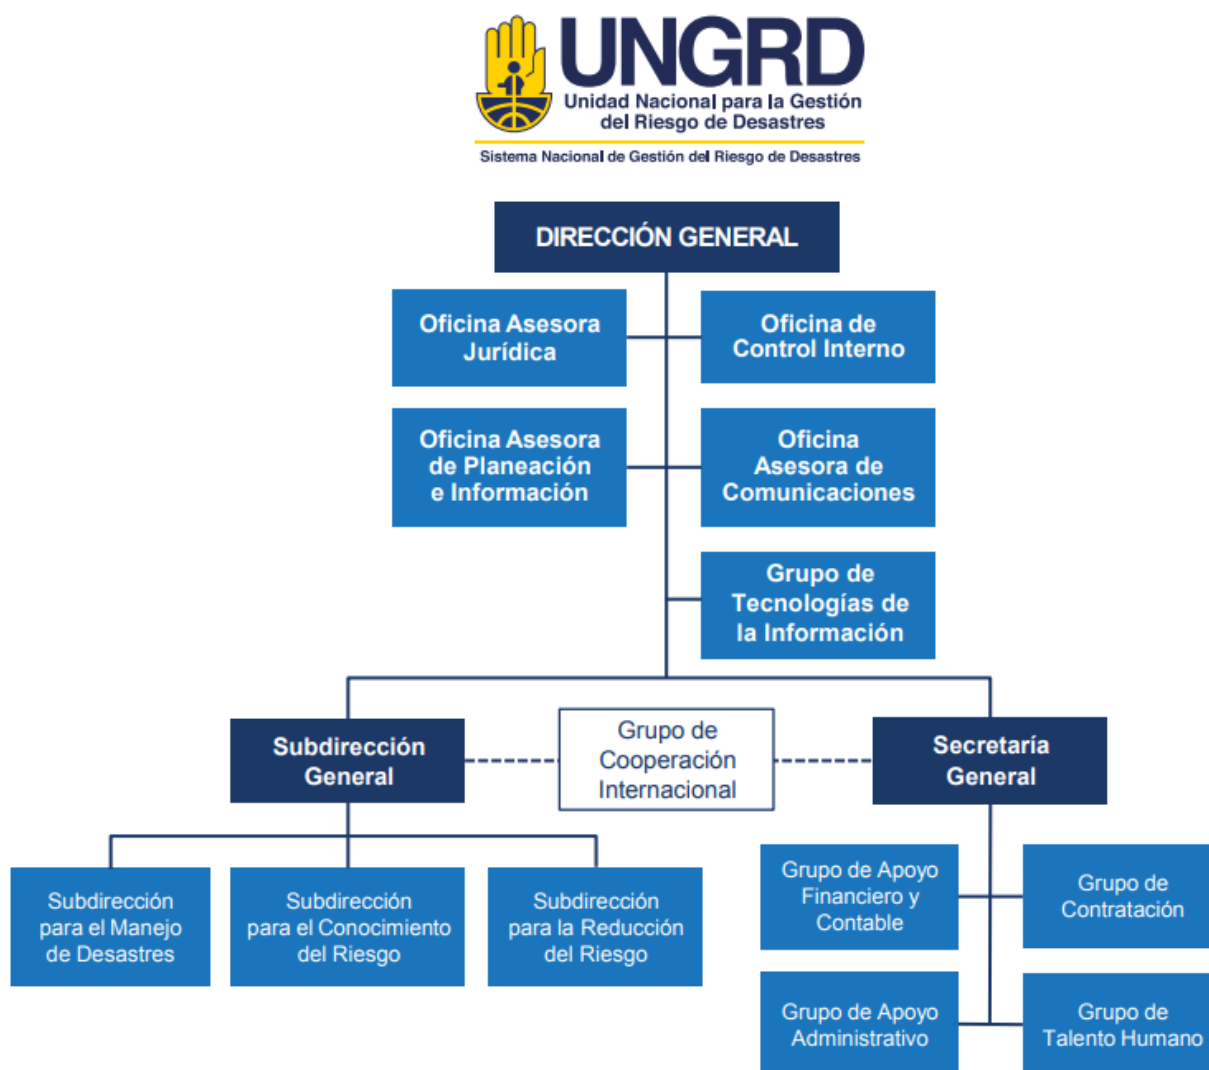 UNGRD
Unidad Nacional para la Gestión
del Riesgo de Desastres
Sistema Nacional de Gestión del Riesgo de Desastres
DIRECCIÓN GENERAL
Oficina Asesora
Jurídica
Oficina de
Control Interno
Oficina Asesora
de Planeación
e Información
Oficina
Asesora de
Comunicaciones
Grupo de
Tecnologías de
la Información
Subdirección
General
Grupo de
Cooperación
Internacional
Secretaría
General
Subdirección
para el Manejo
de Desastres
Subdirección
para el Conocimiento
del Riesgo
Subdirección
para la Reducción
del Riesgo
Grupo de Apoyo
Financiero y
Contable
Grupo de
Contratación
Grupo de Apoyo
Administrativo
Grupo de
Talento Humano